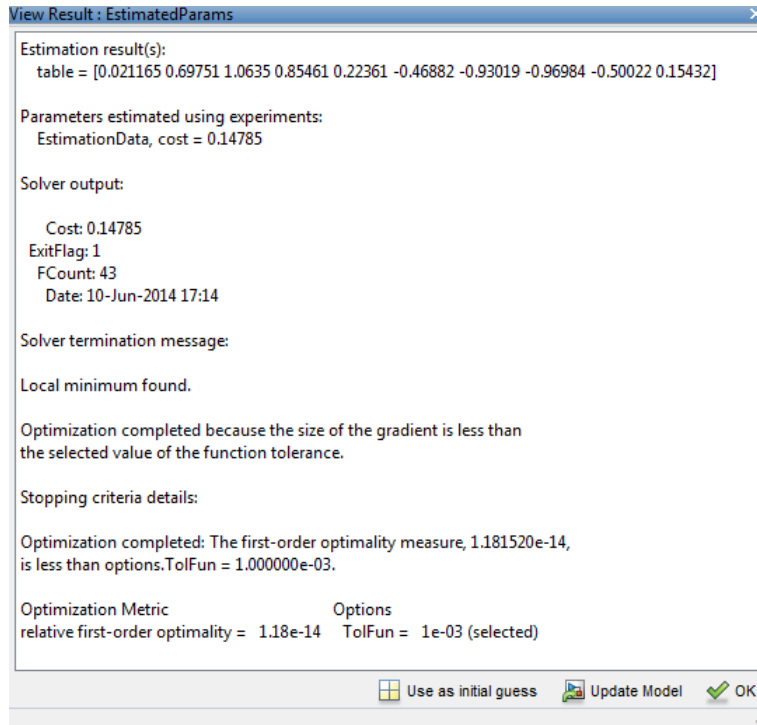 View Result : EstimatedParams
Estimation result(s):
table = [0.021165 0.69751 1.0635 0.85461 0.22361 -0.46882 -0.93019 -0.96984 -0.50022 0.15432]
Parameters estimated using experiments:
EstimationData, cost = 0.14785
Solver output:
Cost: 0.14785
ExitFlag: 1
FCount: 43
Date: 10-Jun-2014 17:14
Solver termination message:
Local minimum found.
Optimization completed because the size of the gradient is less than
the selected value of the function tolerance.
Stopping criteria details:
Optimization completed: The first-order optimality measure, 1.181520e-14,
is less than options.TolFun = 1.000000e-03.
Optimization Metric Options
relative first-order optimality = 1.18e-14 TolFun = 1e-03 (selected)
Use as initial guess Update Model OK